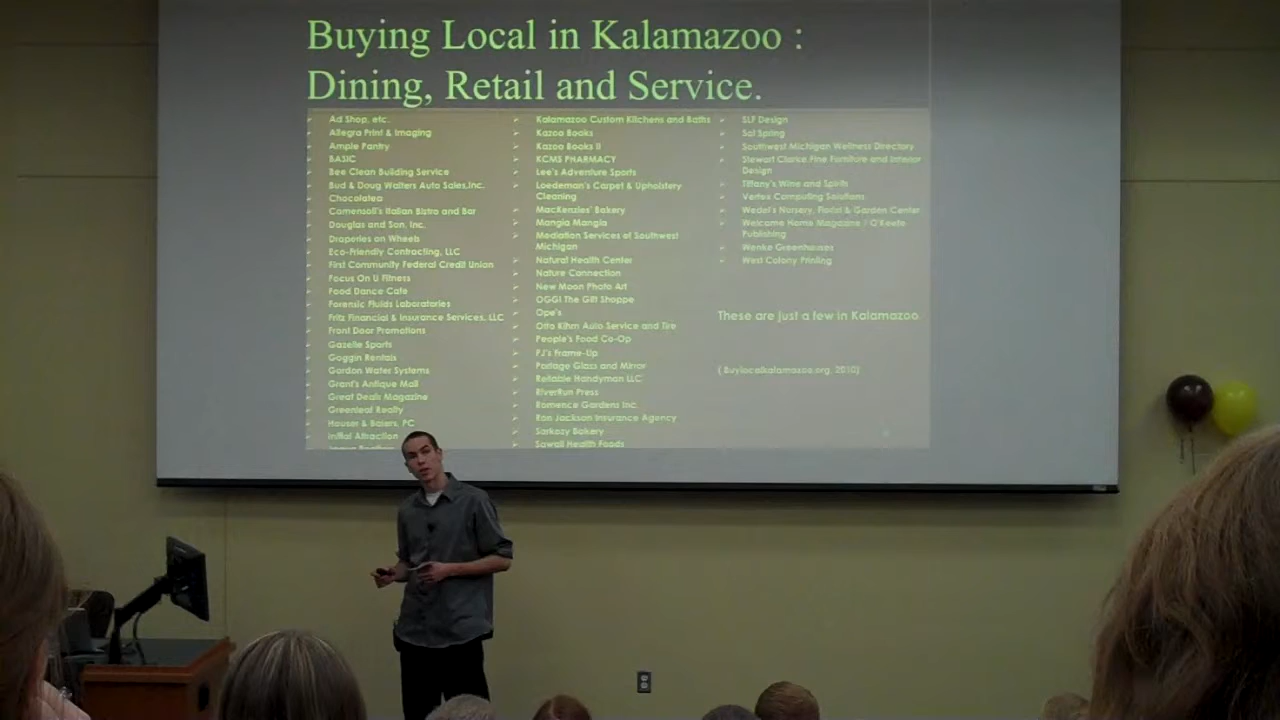 Buying Local in Kalamazoo :
Dining, Retail and Service.
Ad Shop, etc.
Allegra Print & Imaging
Ample Pantry
BASIC
Bee Clean Building Service
Bud & Doug Walters Auto Sales,Inc.
Chocolatea
Comensoli's Italian Bistro and Bar
Douglas and Son, Inc.
Draperies on Wheels
Eco-Friendly Contracting, LLC
First Community Federal Credit Union
Focus On U Fitness
Food Dance Cafe
Forensic Fluids Laboratories
Fritz Financial & Insurance Services, LLC
Front Door Promotions
Gazelle Sports
Goggin Rentals
Gordon Water Systems
Grant's Antique Mall
Great Deals Magazine
Greenleaf Realty
Hauser & Baiers, PC
Initial Attraction
Kalamazoo Custom Kitchens and Baths
Kazoo Books
Kazoo Books II
KCMS PHARMACY
Lee's Adventure Sports
Loedeman's Carpet & Upholstery
Cleaning
MacKenzies' Bakery
Mangia Mangia
Mediation Services of Southwest
Michigan
Natural Health Center
Nature Connection
New Moon Photo Art
OGGI The Gift Shoppe
Ope's
Otto Kihm Auto Service and Tire
People's Food Co-Op
PJ's Frame-Up
Portage Glass and Mirror
Reliable Handyman LLC
RiverRun Press
Romence Gardens Inc.
Ron Jackson Insurance Agency
Sarkozy Bakery
Sawall Health Foods
SLF Design
Sol Spring
Southwest Michigan Wellness Directory
Stewart Clarke Fine Furniture and Interior
Design
Tiffany's Wine and Spirits
Vertex Computing Solutions
Wedel's Nursery, Florist & Garden Center
Welcome Home Magazine / O'Keefe
Publishing
Wenke Greenhouses
West Colony Printing
These are just a few in Kalamazoo.
( Buylocalkalamazoo.org, 2010)